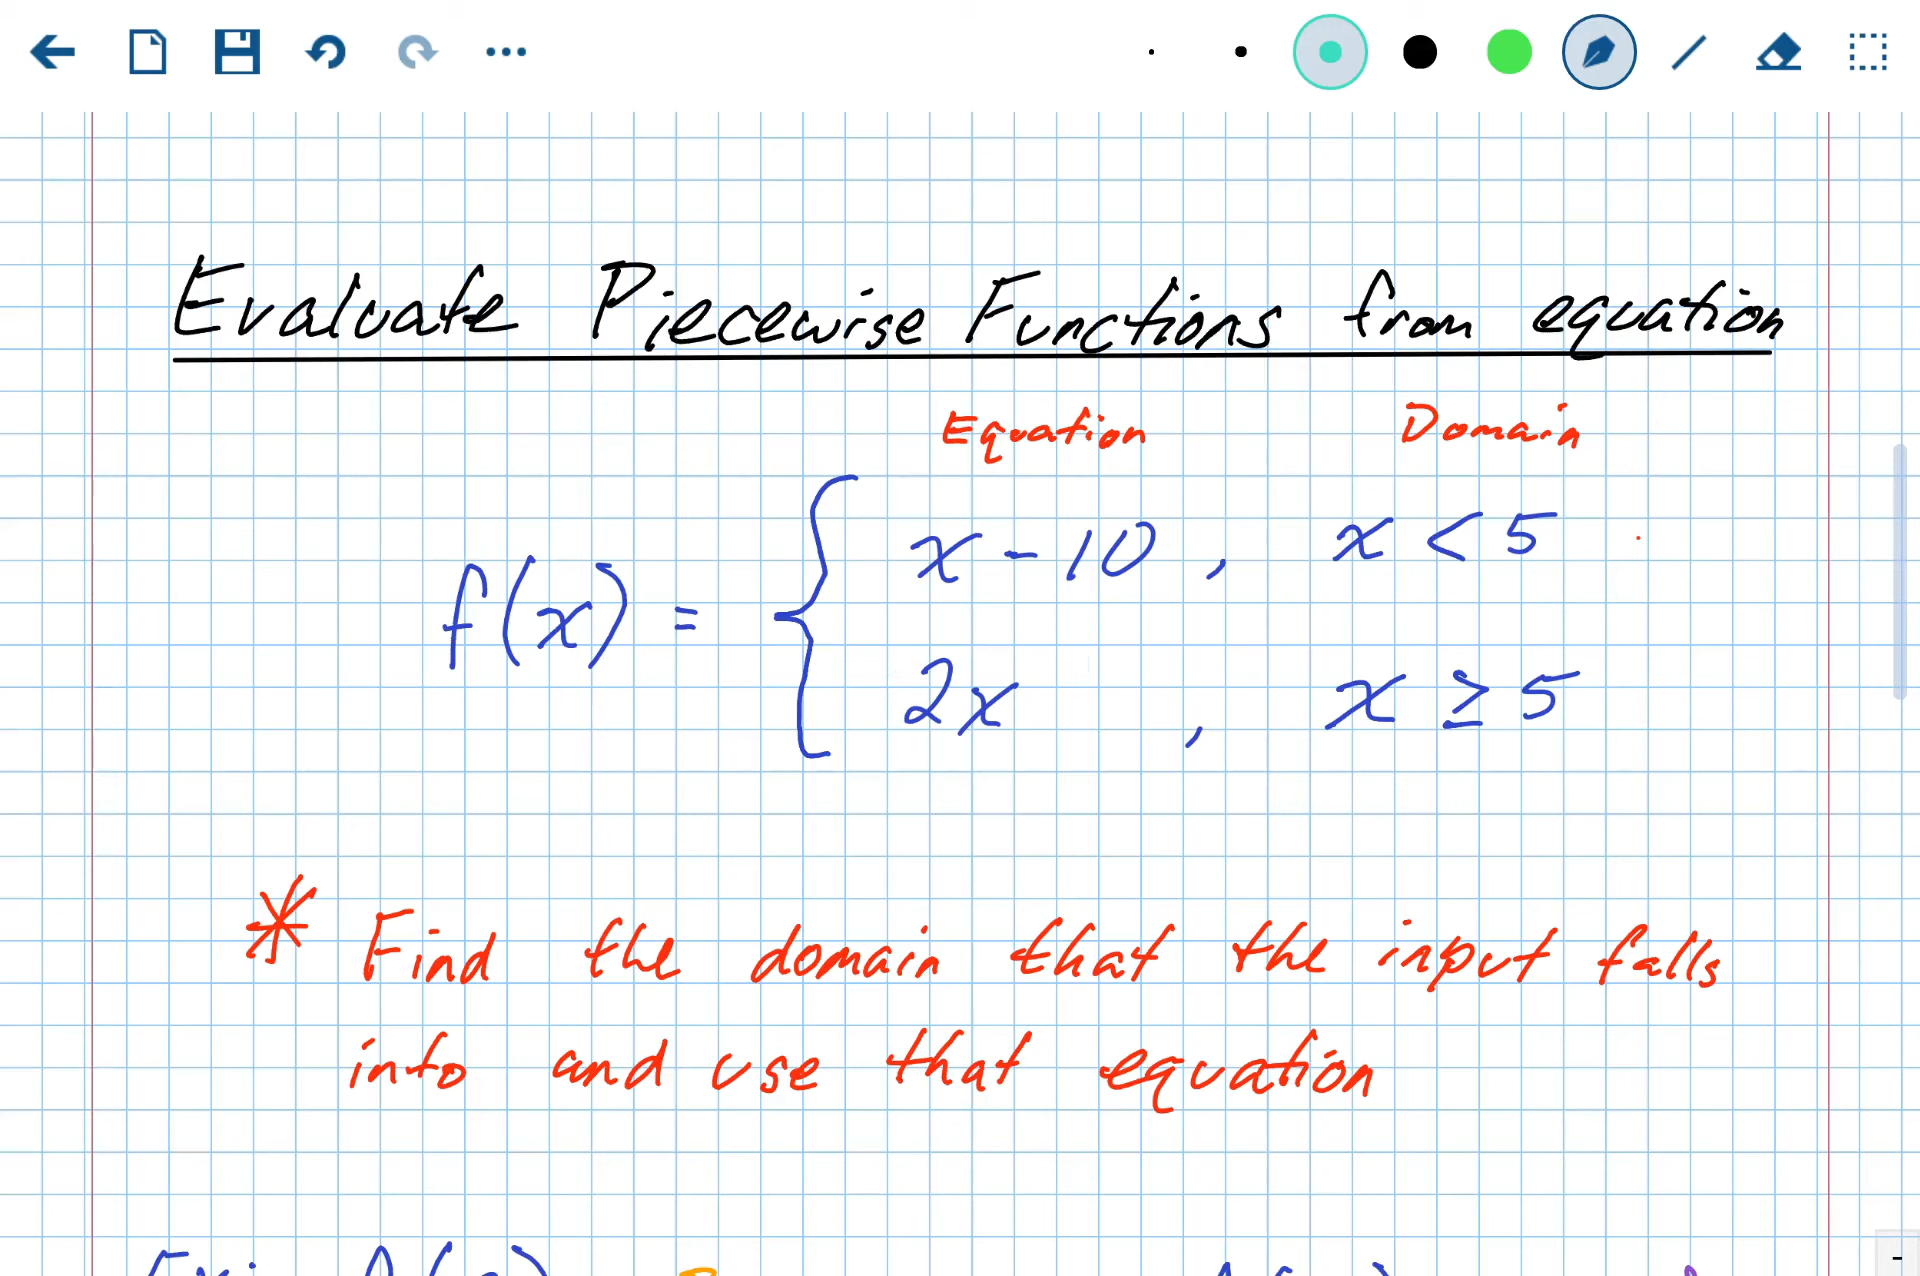 Evaluate Piecewise Functions from equation
Equation Domain
f(x) = { x - 10 , x < 5
2x , x ≥ 5
* Find the domain that the input falls
into and use that equation